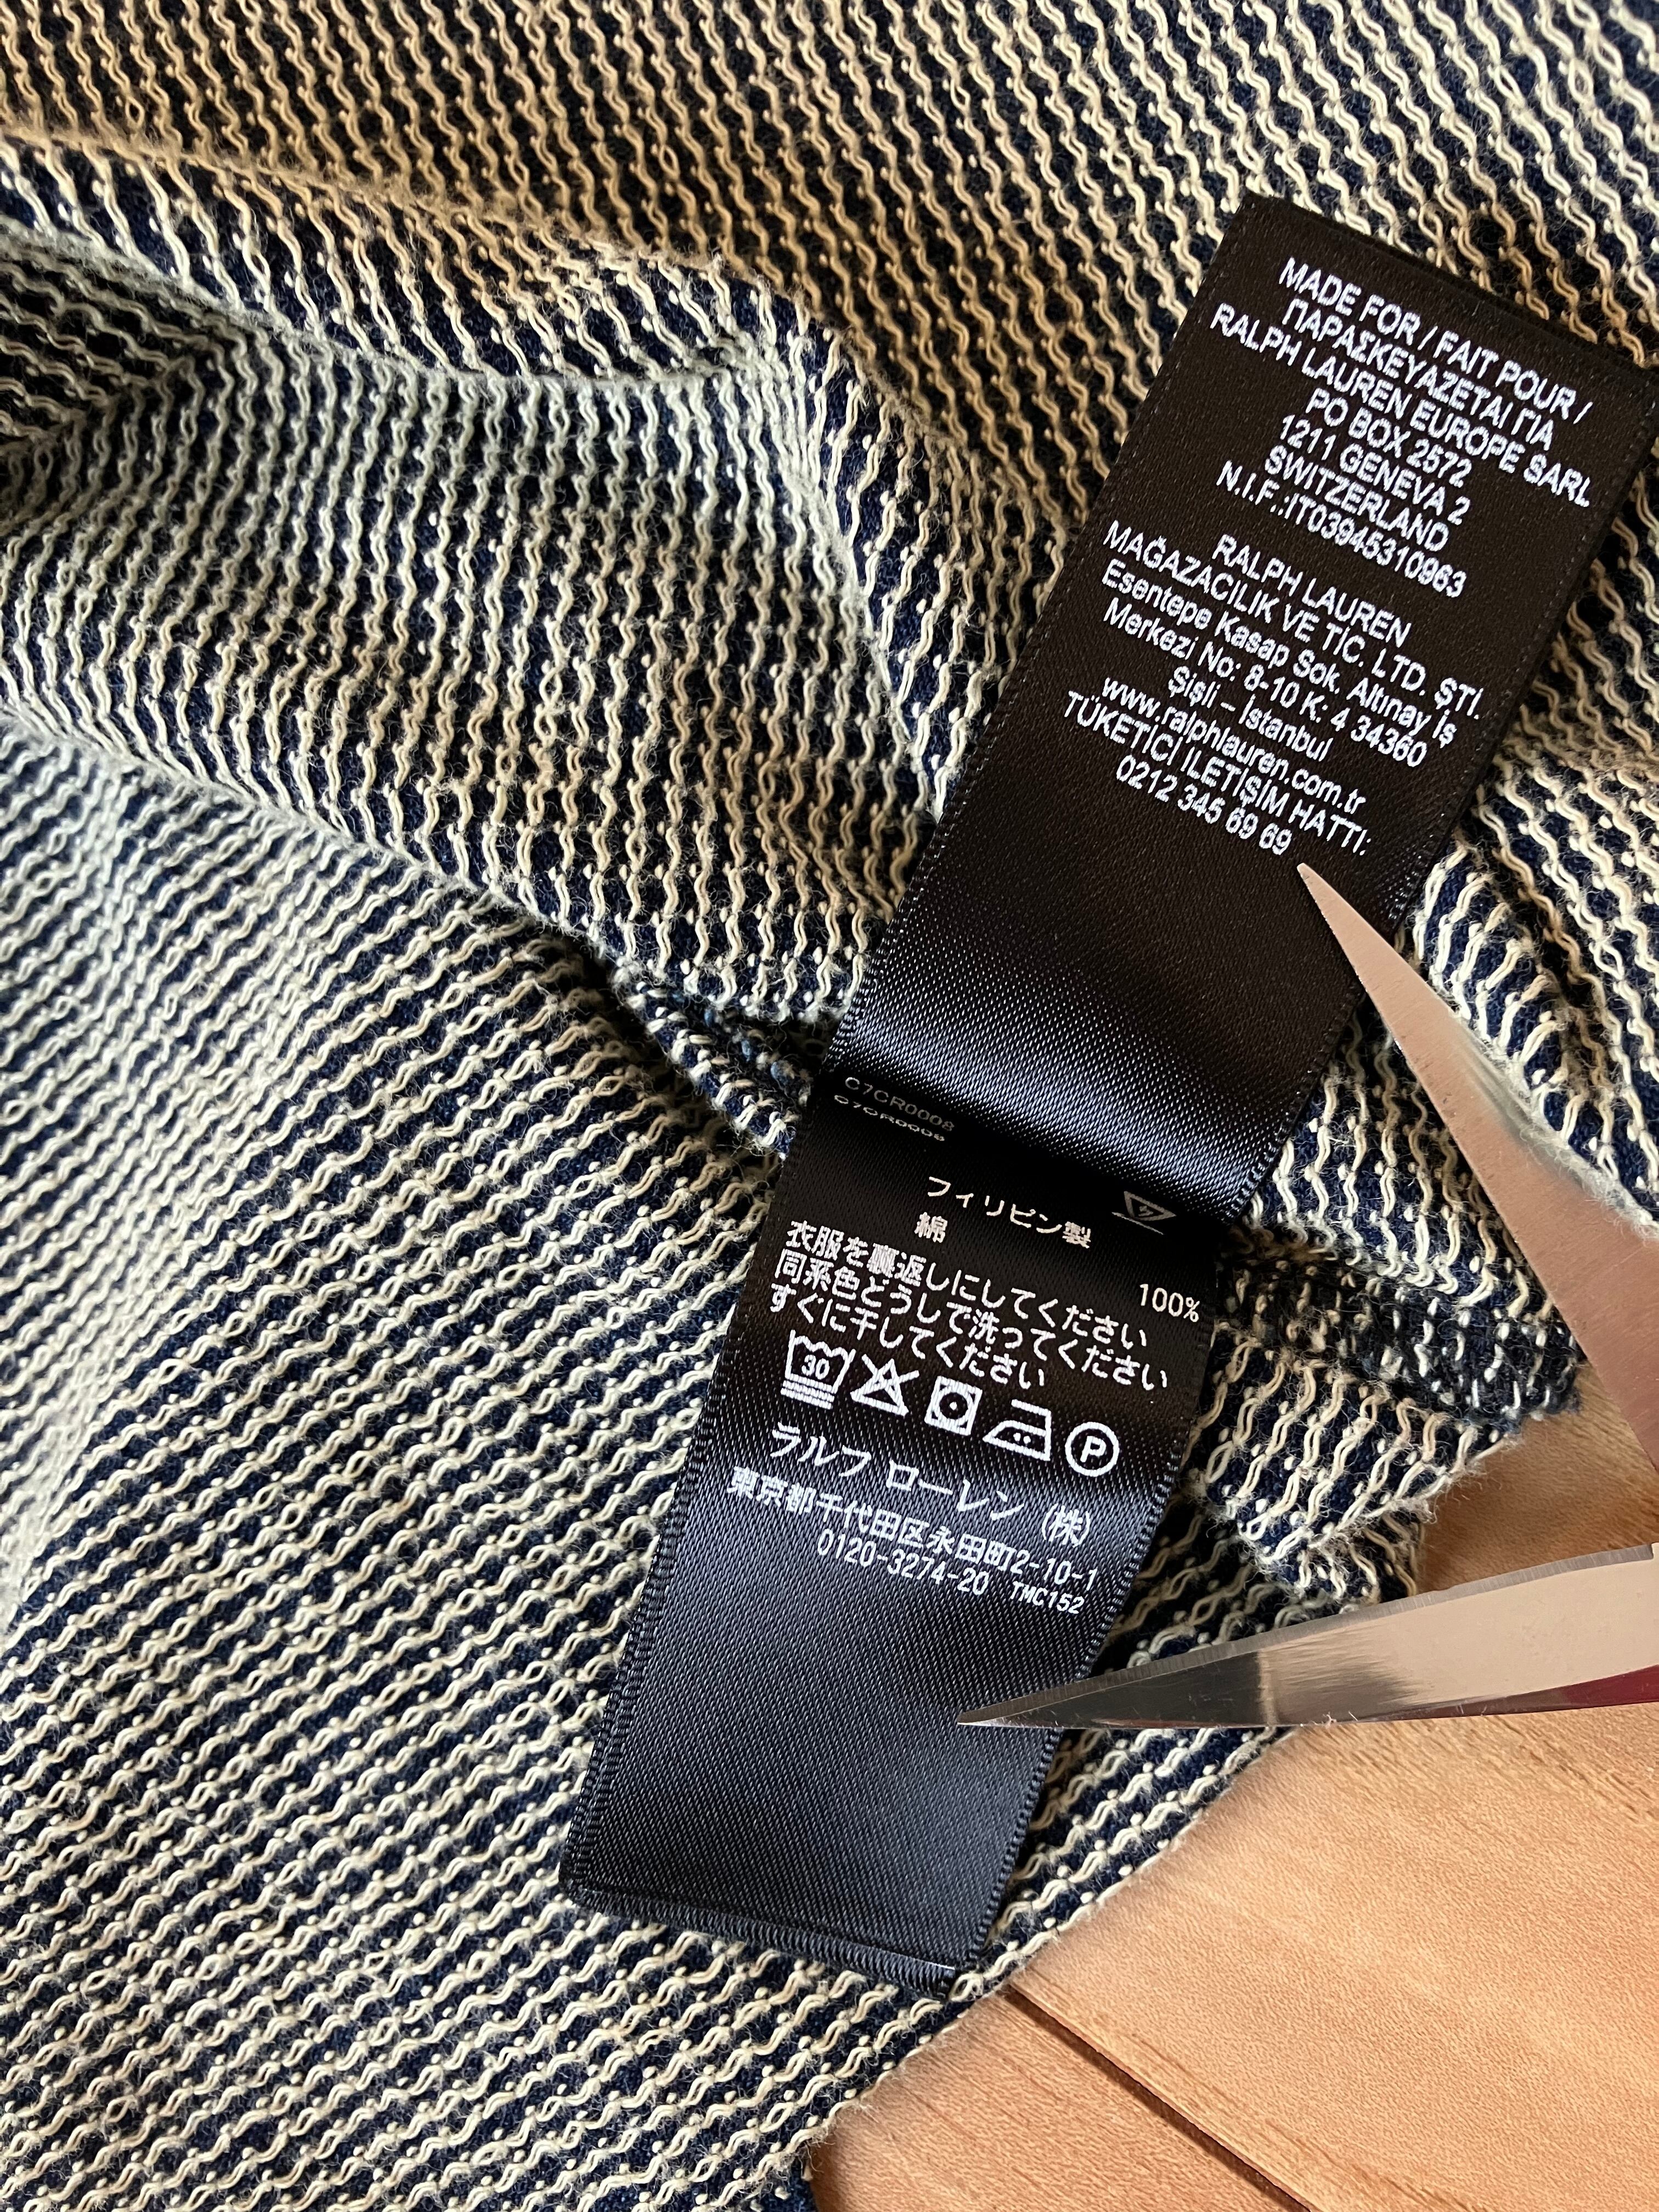 MADE FOR / FAIT POUR /
ΠΑΡΑΣΚΕΥΑΖΕΤΑΙ ΓΙΑ
RALPH LAUREN EUROPE SARL
PO BOX 2572
1211 GENEVA 2
SWITZERLAND
N.I.F.:IT03945310963
RALPH LAUREN
MAĞAZACILIK VE TİC. LTD. ŞTİ.
Esentepe Kasap Sok. Altınay İş
Merkezi No: 8-10 K: 4 34360
Şişli – İstanbul
www.ralphlauren.com.tr
TÜKETİCİ İLETİŞİM HATTI:
0212 345 69 69
C7CR0008
C7CR0008
フィリピン製
綿 100%
衣服を裏返しにしてください
同系色どうしで洗ってください
すぐに干してください
30 P
ラルフ ローレン (株)
東京都千代田区永田町2-10-1
0120-3274-20 TMC152